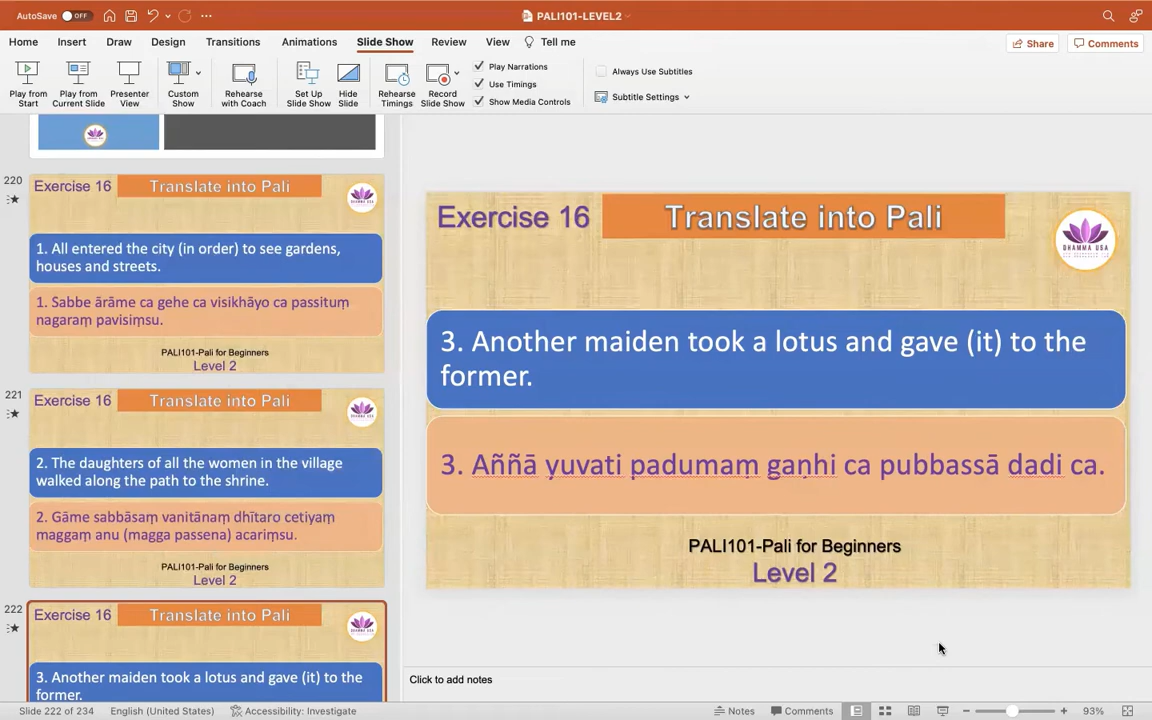 AutoSave OFF
PALI101-LEVEL2
Home Insert Draw Design Transitions Animations Slide Show Review View Tell me
Share Comments
Play from Start
Play from Current Slide
Presenter View
Custom Show
Rehearse with Coach
Set Up Slide Show
Hide Slide
Rehearse Timings
Record Slide Show
Play Narrations
Use Timings
Show Media Controls
Always Use Subtitles
Subtitle Settings
220
Exercise 16 Translate into Pali
1. All entered the city (in order) to see gardens,
houses and streets.
1. Sabbe ārāme ca gehe ca visikhāyo ca passituṃ
nagaraṃ pavisiṃsu.
PALI101-Pali for Beginners
Level 2
221
Exercise 16 Translate into Pali
2. The daughters of all the women in the village
walked along the path to the shrine.
2. Gāme sabbāsaṃ vanitānaṃ dhītaro cetiyaṃ
maggaṃ anu (magga passena) acariṃsu.
PALI101-Pali for Beginners
Level 2
222
Exercise 16 Translate into Pali
3. Another maiden took a lotus and gave (it) to the
former.
Exercise 16 Translate into Pali
DHAMMA USA
3. Another maiden took a lotus and gave (it) to the
former.
3. Aññā yuvati padumaṃ gaṇhi ca pubbassā dadi ca.
PALI101-Pali for Beginners
Level 2
Click to add notes
Slide 222 of 234 English (United States) Accessibility: Investigate Notes Comments 93%